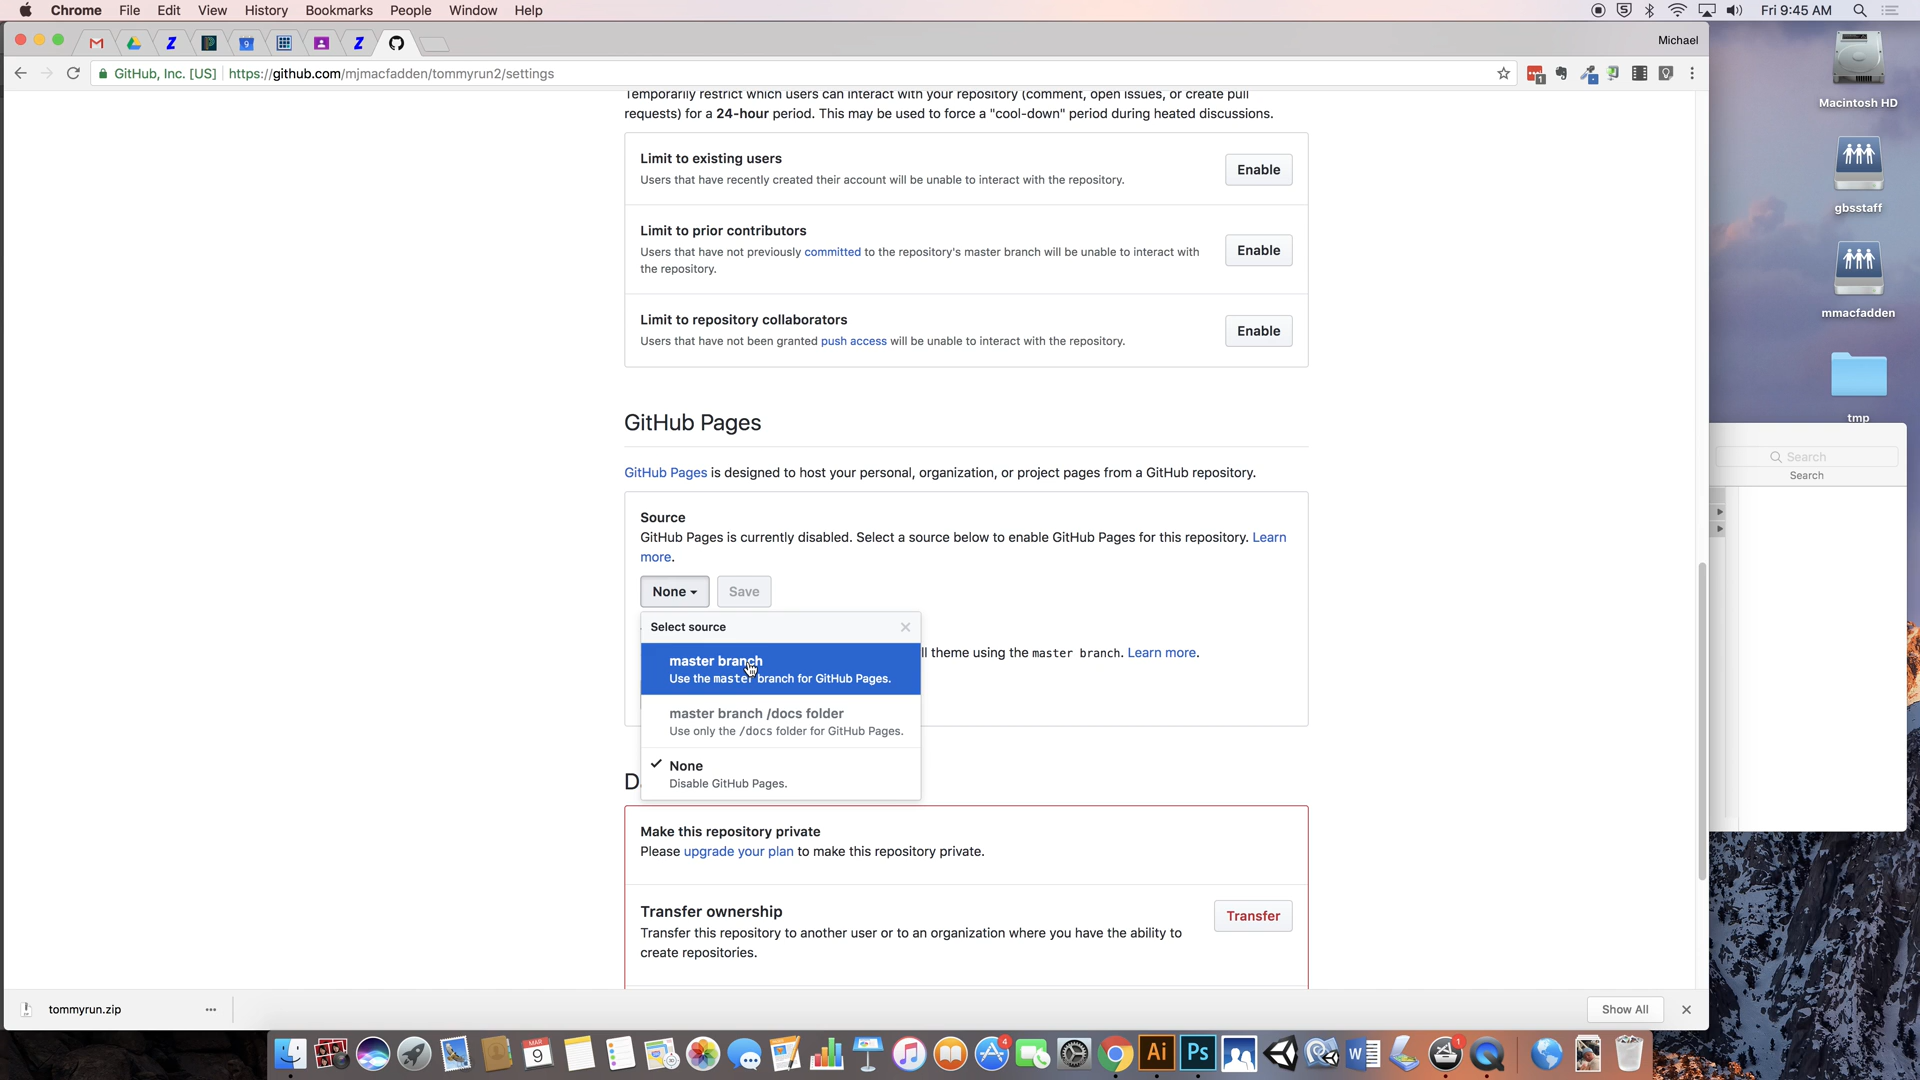 Chrome File Edit View History Bookmarks People Window Help
Fri 9:45 AM
Michael
GitHub, Inc. [US] https://github.com/mjmacfadden/tommyrun2/settings
Temporarily restrict which users can interact with your repository (comment, open issues, or create pull
requests) for a 24-hour period. This may be used to force a "cool-down" period during heated discussions.
Limit to existing users
Users that have recently created their account will be unable to interact with the repository.
Enable
Limit to prior contributors
Users that have not previously committed to the repository's master branch will be unable to interact with
the repository.
Enable
Limit to repository collaborators
Users that have not been granted push access will be unable to interact with the repository.
Enable
GitHub Pages
GitHub Pages is designed to host your personal, organization, or project pages from a GitHub repository.
Source
GitHub Pages is currently disabled. Select a source below to enable GitHub Pages for this repository. Learn
more.
None Save
Select source
master branch
Use the master branch for GitHub Pages.
ll theme using the master branch. Learn more.
master branch /docs folder
Use only the /docs folder for GitHub Pages.
None
Disable GitHub Pages.
D
Make this repository private
Please upgrade your plan to make this repository private.
Transfer ownership
Transfer this repository to another user or to an organization where you have the ability to
create repositories.
Transfer
tommyrun.zip
Show All
Macintosh HD
gbsstaff
mmacfadden
tmp
Search
Search
MAR
9
4
Ai
Ps
1